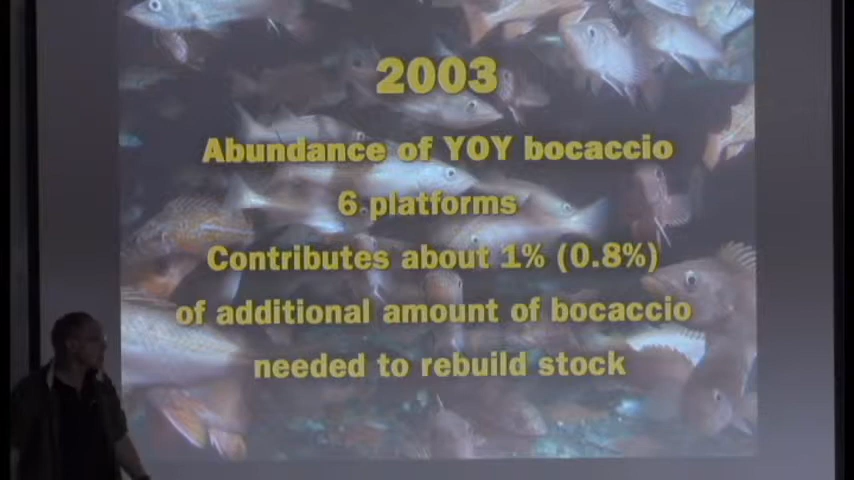 2003
Abundance of YOY bocaccio
6 platforms
Contributes about 1% (0.8%)
of additional amount of bocaccio
needed to rebuild stock